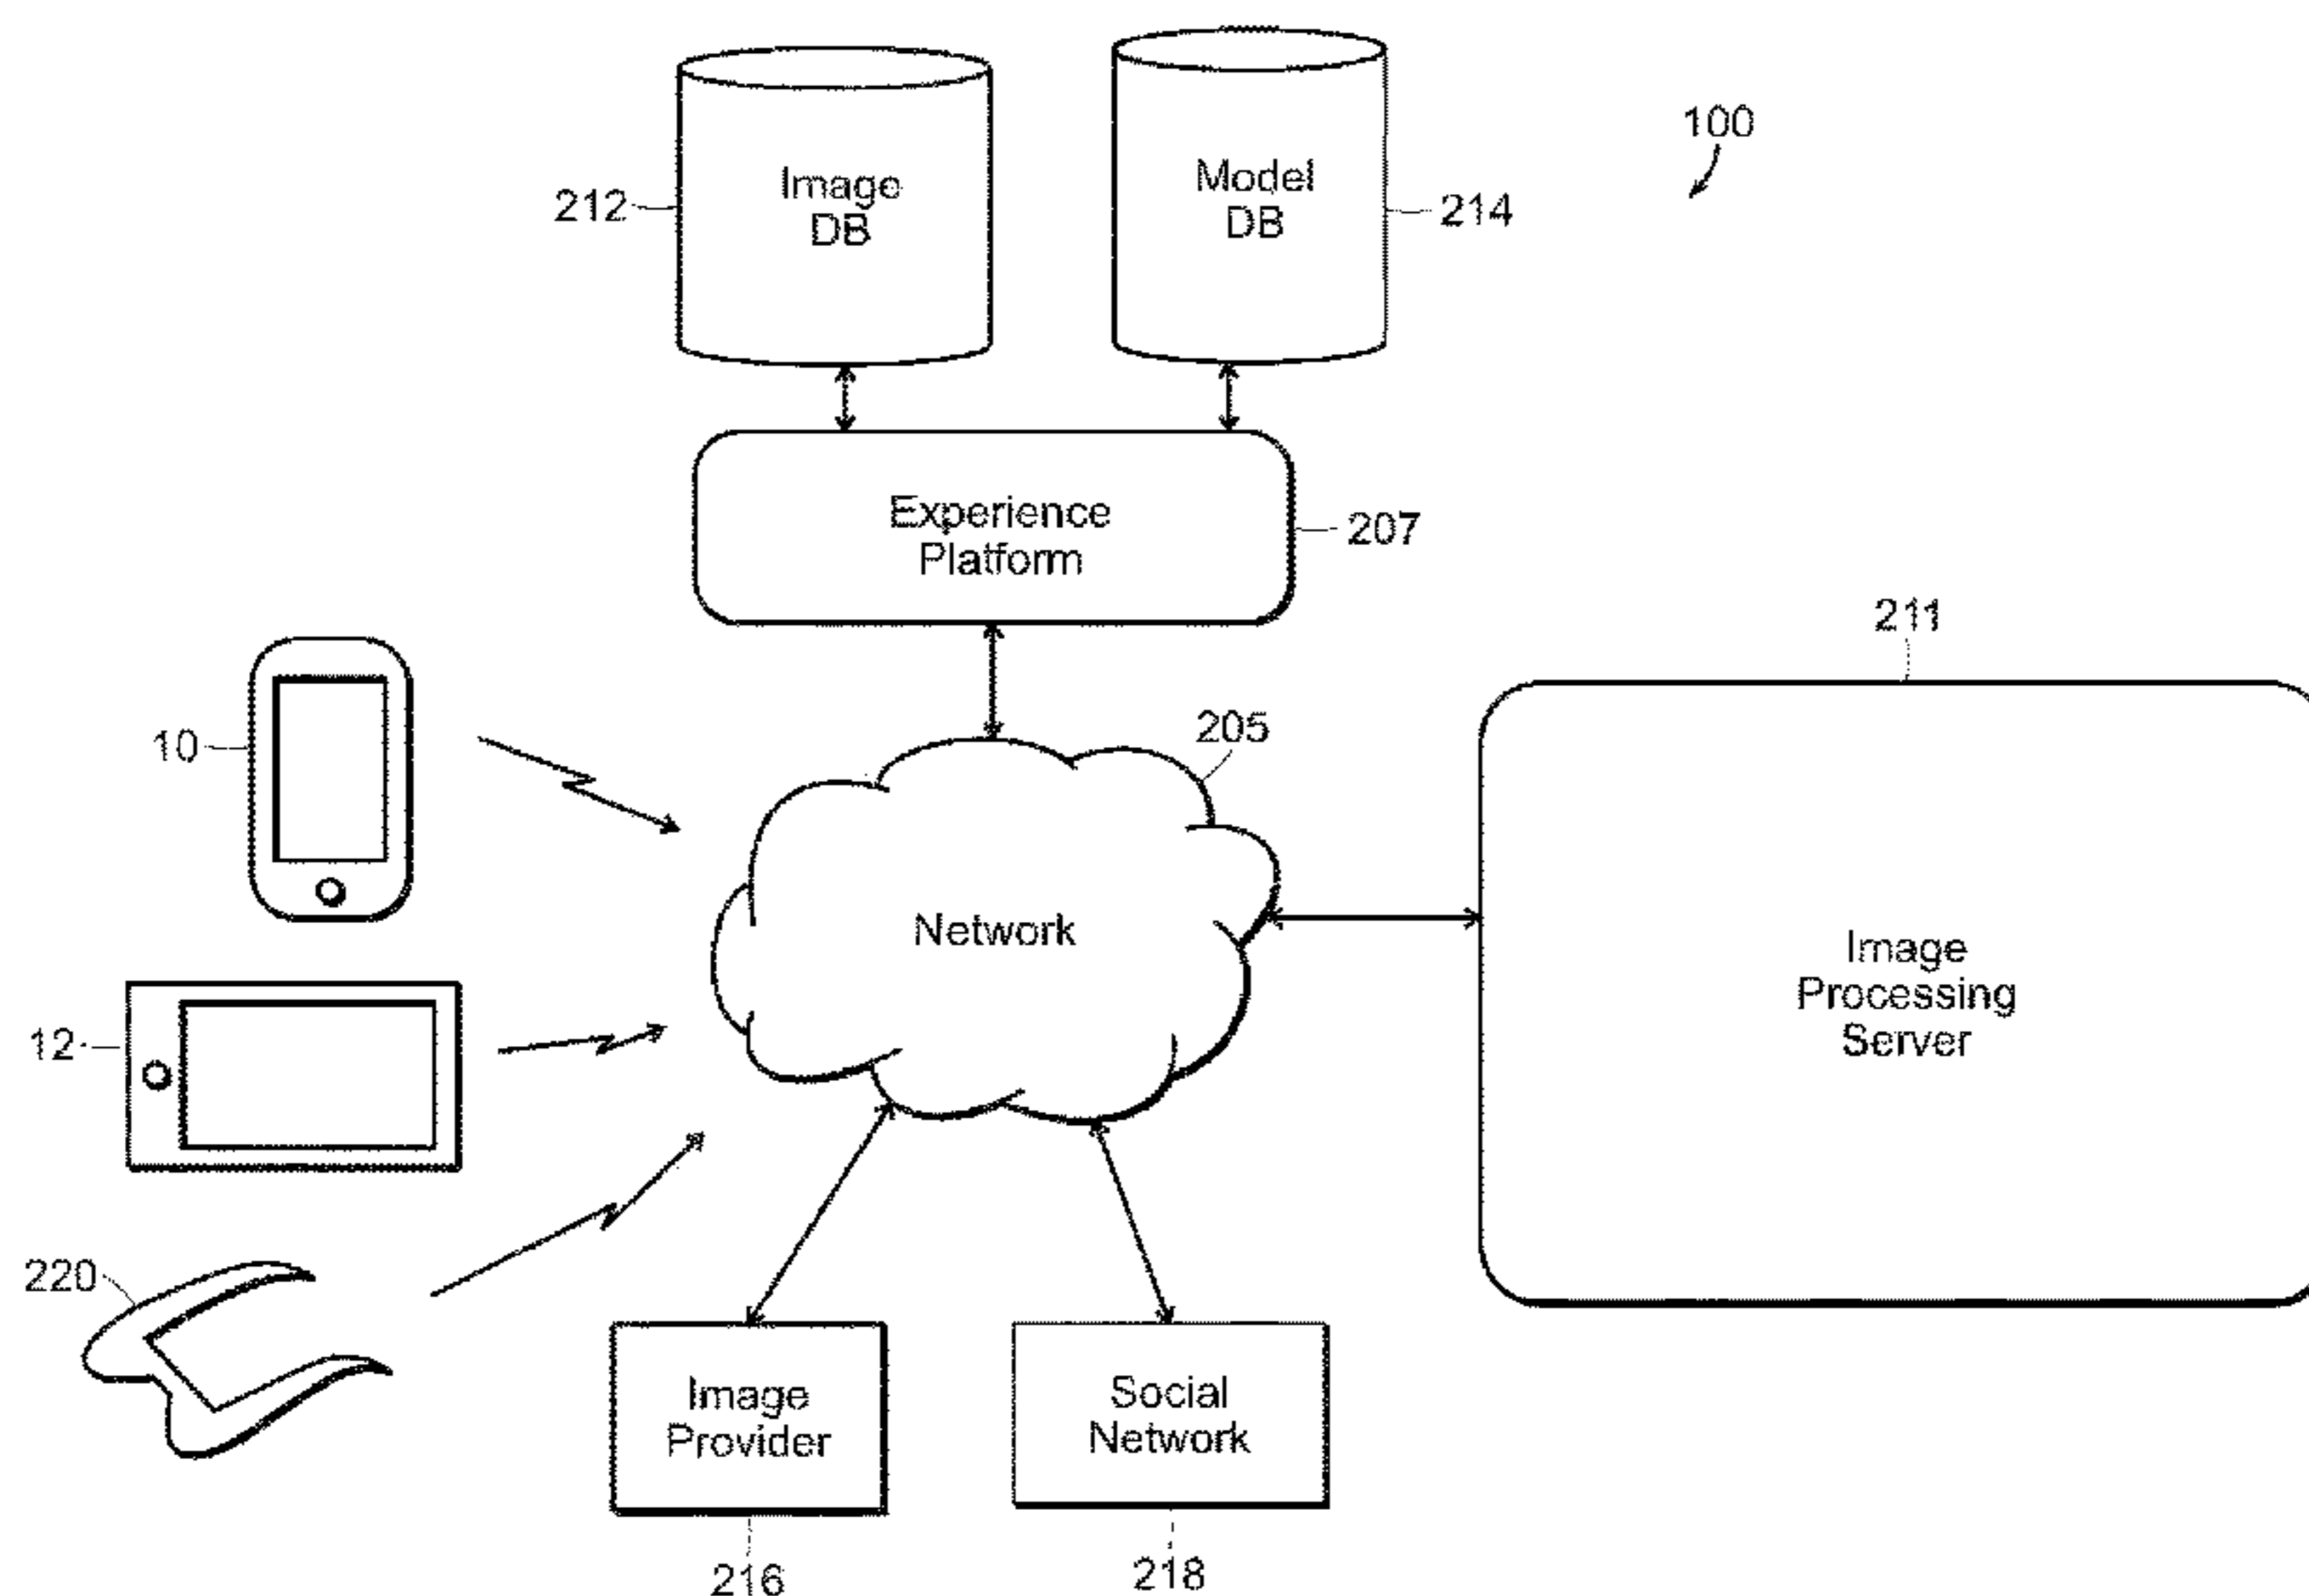 100
212
Image
DB
Model
DB
214
Experience
Platform
207
211
10
205
Network
Image
Processing
Server
12
220
Image
Provider
Social
Network
216
218